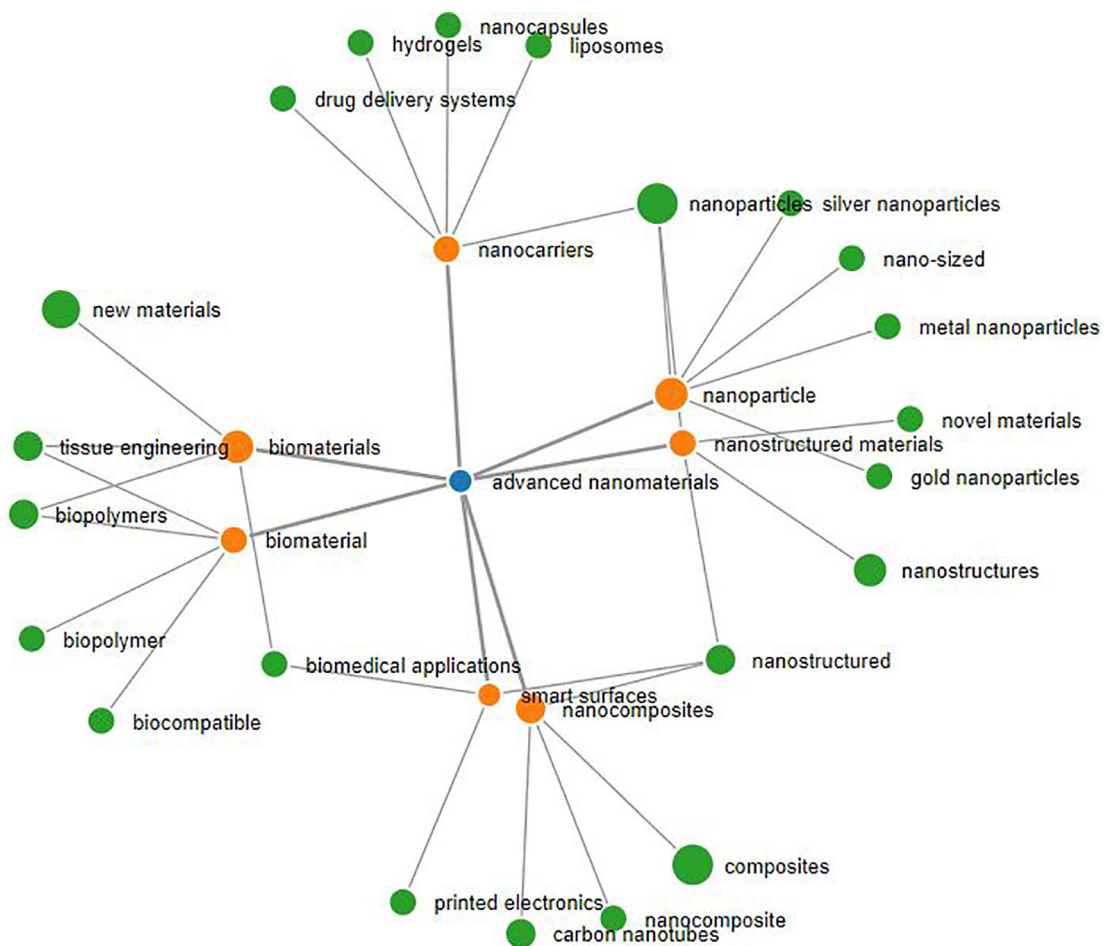 nanocapsules
hydrogels
liposomes
drug delivery systems
nanoparticles
silver nanoparticles
nanocarriers
nano-sized
new materials
metal nanoparticles
nanoparticle
novel materials
tissue engineering
biomaterials
nanostructured materials
gold nanoparticles
advanced nanomaterials
biopolymers
biomaterial
nanostructures
biopolymer
biomedical applications
nanostructured
smart surfaces
nanocomposites
biocompatible
composites
printed electronics
nanocomposite
carbon nanotubes